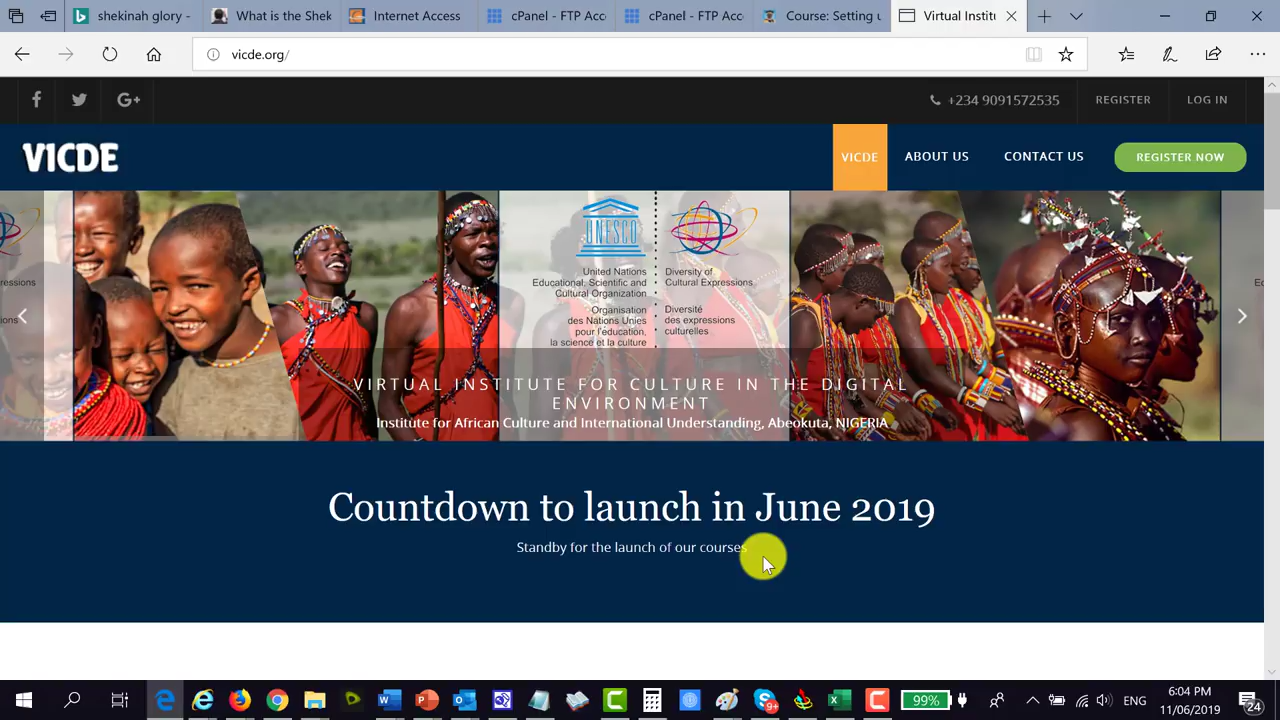 shekinah glory -
What is the Shek
Internet Access
cPanel - FTP Acc
cPanel - FTP Acc
Course: Setting u
Virtual Instit
vicde.org/
+234 9091572535
REGISTER
LOG IN
VICDE
VICDE
ABOUT US
CONTACT US
REGISTER NOW
UNESCO
United Nations
Educational, Scientific and
Cultural Organization
Organisation
des Nations Unies
pour l'éducation,
la science et la culture
Diversity of
Cultural Expressions
Diversité
des expressions
culturelles
VIRTUAL INSTITUTE FOR CULTURE IN THE DIGITAL
ENVIRONMENT
Institute for African Culture and International Understanding, Abeokuta, NIGERIA
Countdown to launch in June 2019
Standby for the launch of our courses
99%
ENG
6:04 PM
11/06/2019
24
9+